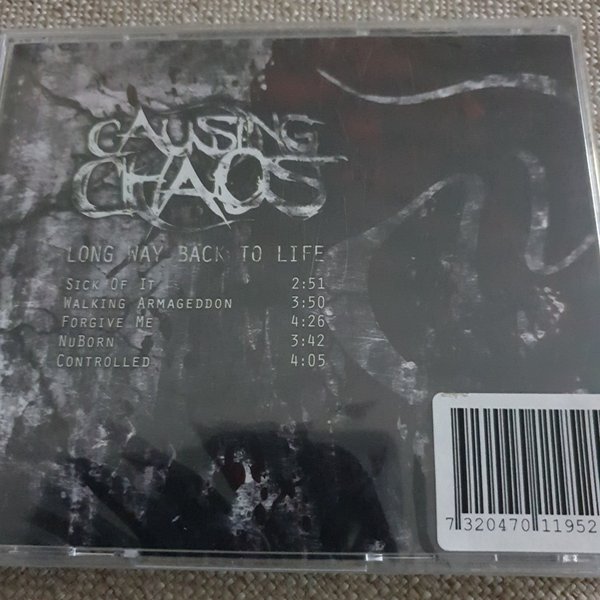 CAUSING
CHAOS
LONG WAY BACK TO LIFE
SICK OF IT 2:51
WALKING ARMAGEDDON 3:50
FORGIVE ME 4:26
NUBORN 3:42
CONTROLLED 4:05
7 320470 11952